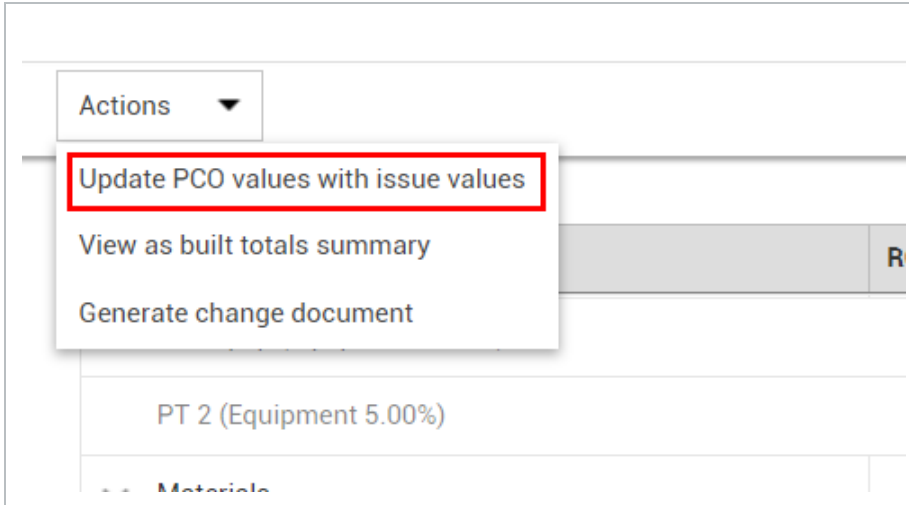 Actions
Update PCO values with issue values
View as built totals summary
Generate change document
PT 2 (Equipment 5.00%)
Materials